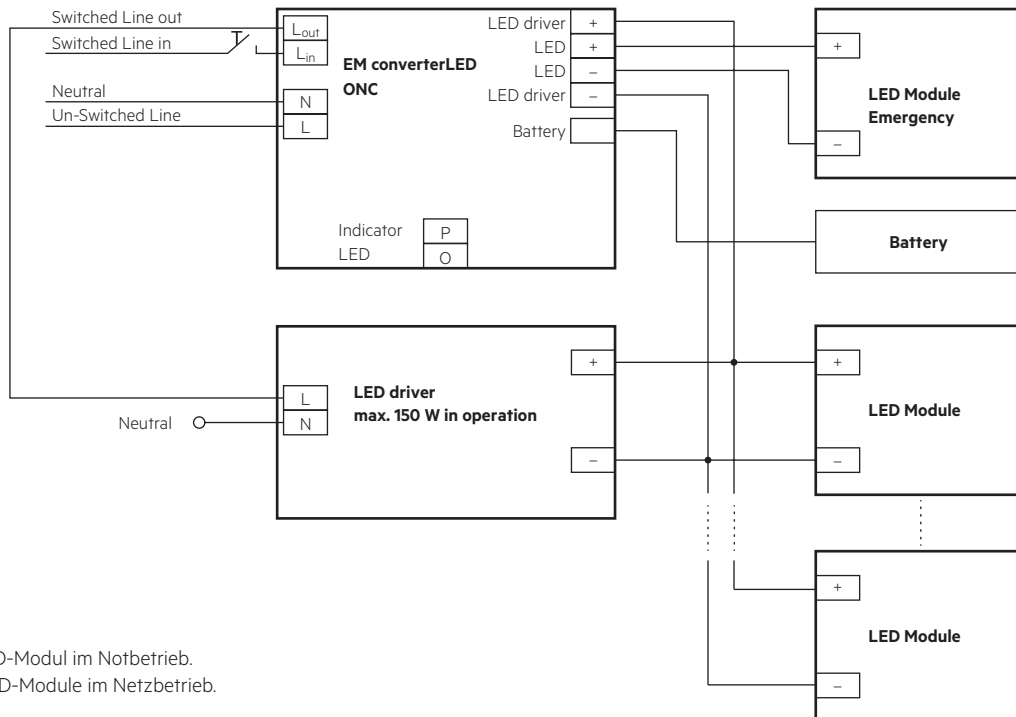 Switched Line out
Switched Line in
Neutral
Un-Switched Line
Lout
Lin
N
L
EM converterLED
ONC
LED driver +
LED +
LED –
LED driver –
Battery
Indicator P
LED O
+
–
LED Module
Emergency
Battery
Neutral
L
N
LED driver
max. 150 W in operation
+
–
+
–
LED Module
+
–
LED Module
D-Modul im Notbetrieb.
D-Module im Netzbetrieb.